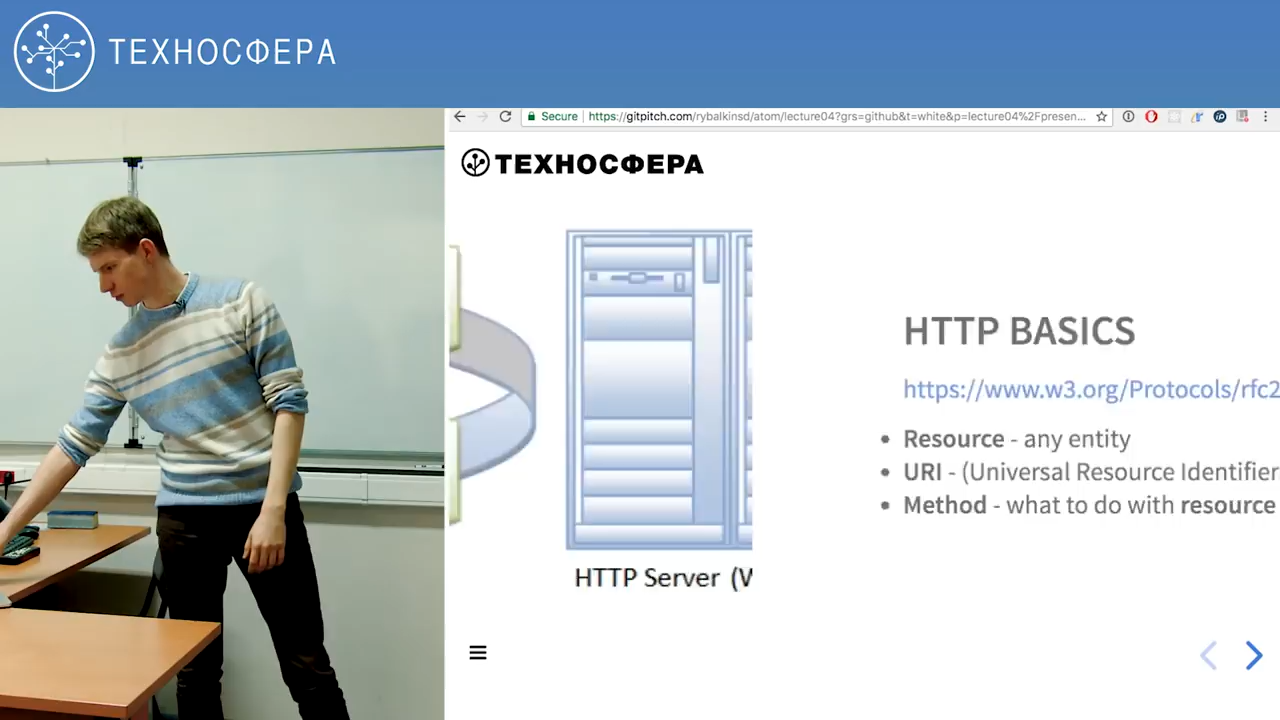 ТЕХНОСФЕРА
Secure
https://gitpitch.com/rybalkinsd/atom/lecture04?grs=github&t=white&p=lecture04%2Fpresen...
ТЕХНОСФЕРА
HTTP Server (W
HTTP BASICS
https://www.w3.org/Protocols/rfc2
Resource - any entity
URI - (Universal Resource Identifier
Method - what to do with resource